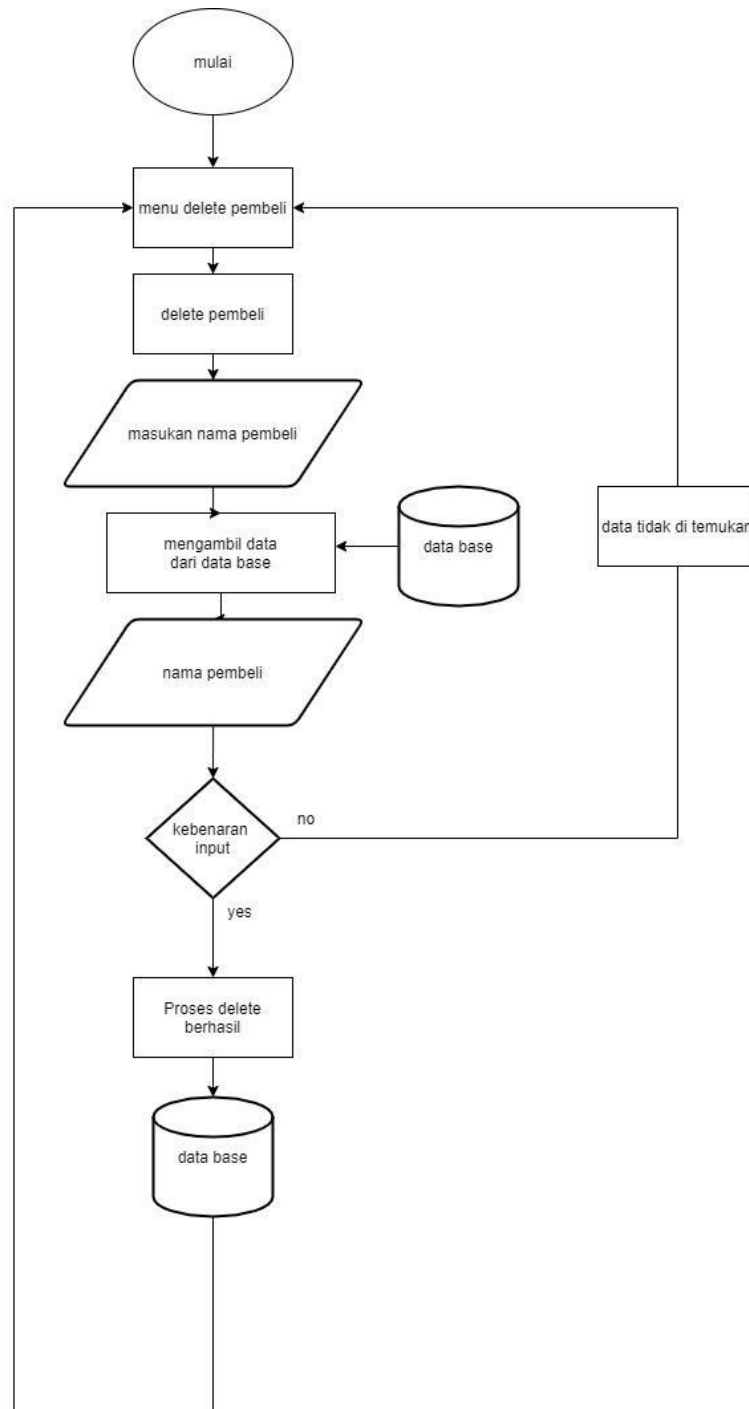 mulai
menu delete pembeli
delete pembeli
masukan nama pembeli
mengambil data
dari data base
data base
data tidak di temukan
nama pembeli
kebenaran
input
no
yes
Proses delete
berhasil
data base